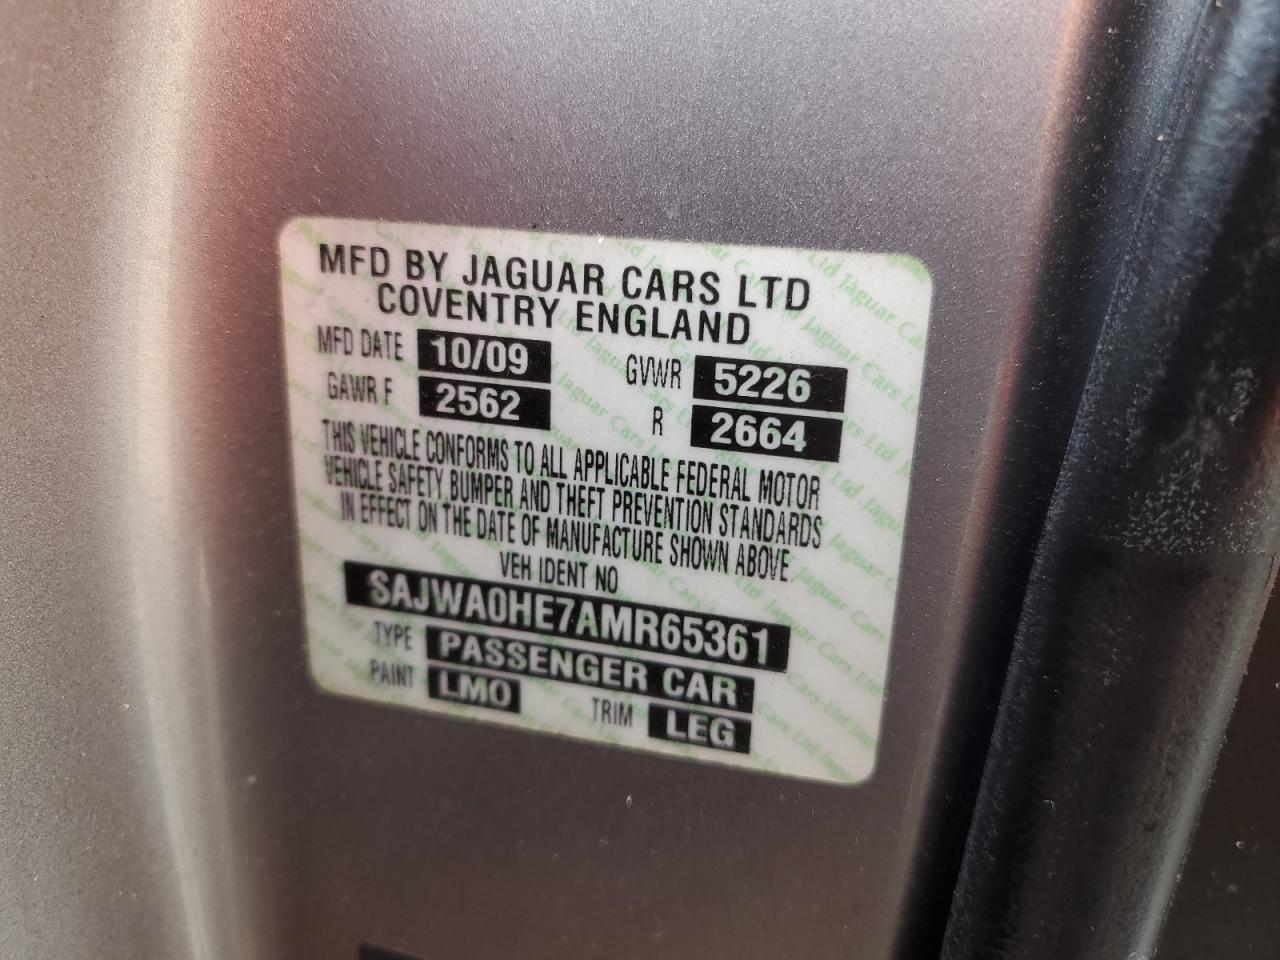 MFD BY JAGUAR CARS LTD
COVENTRY ENGLAND
MFD DATE 10/09 GVWR 5226
GAWR F 2562 R 2664
THIS VEHICLE CONFORMS TO ALL APPLICABLE FEDERAL MOTOR
VEHICLE SAFETY, BUMPER AND THEFT PREVENTION STANDARDS
IN EFFECT ON THE DATE OF MANUFACTURE SHOWN ABOVE.
VEH IDENT NO
SAJWA0HE7AMR65361
TYPE PASSENGER CAR
PAINT LMO TRIM LEG